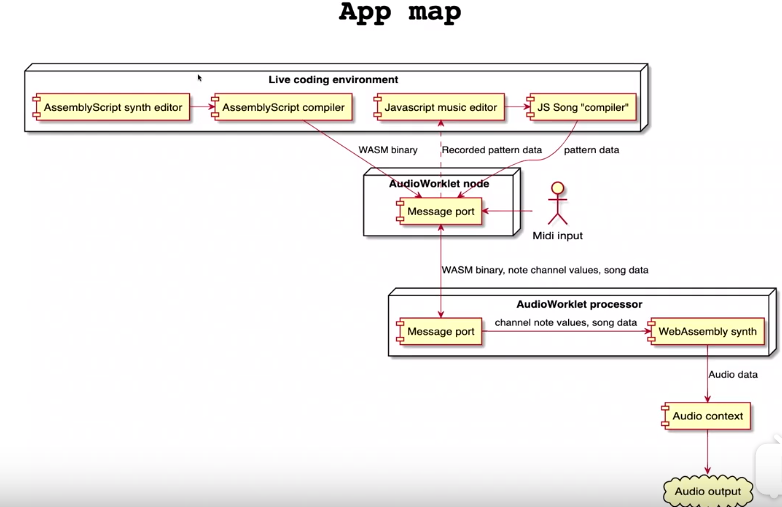 App map
Live coding environment
AssemblyScript synth editor
AssemblyScript compiler
Javascript music editor
JS Song "compiler"
WASM binary
Recorded pattern data
pattern data
AudioWorklet node
Message port
Midi input
WASM binary, note channel values, song data
AudioWorklet processor
Message port
channel note values, song data
WebAssembly synth
Audio data
Audio context
Audio output